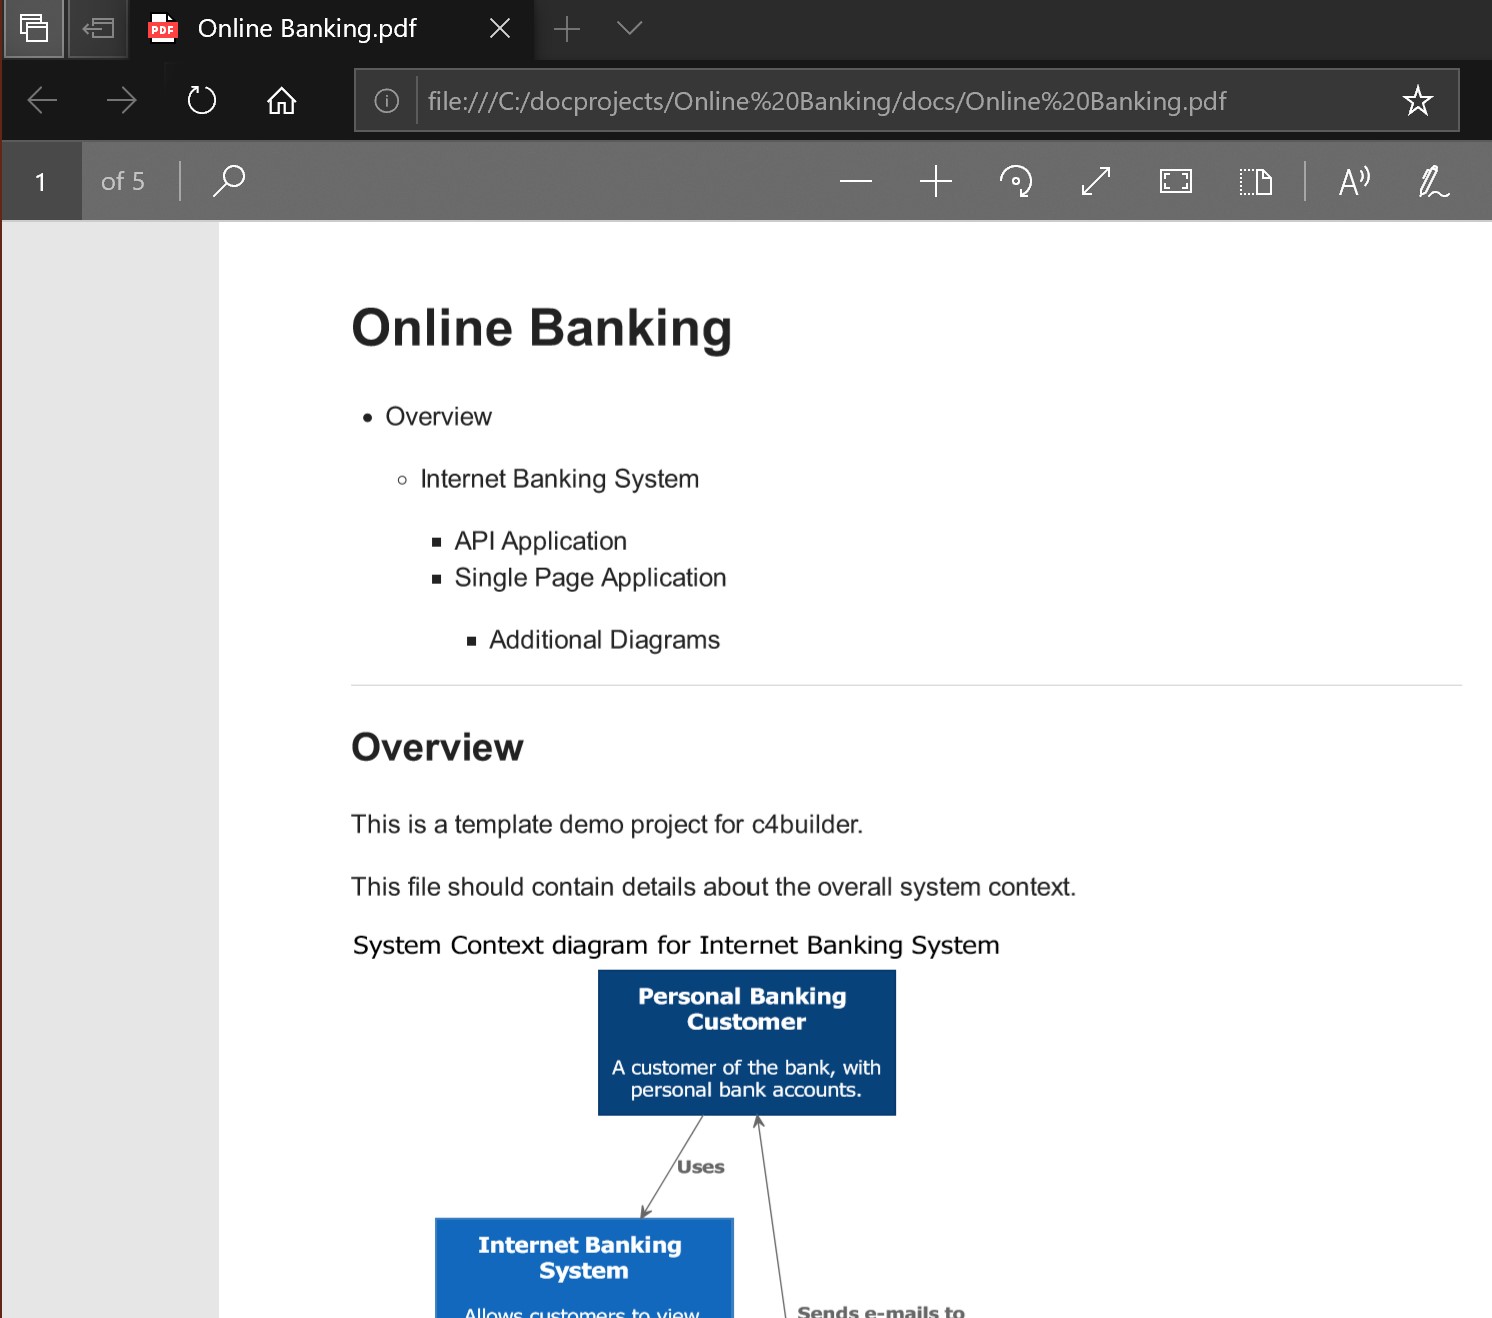 PDF Online Banking.pdf
file:///C:/docprojects/Online%20Banking/docs/Online%20Banking.pdf
1 of 5
Online Banking
Overview
Internet Banking System
API Application
Single Page Application
Additional Diagrams
Overview
This is a template demo project for c4builder.
This file should contain details about the overall system context.
System Context diagram for Internet Banking System
Personal Banking
Customer
A customer of the bank, with
personal bank accounts.
Uses
Internet Banking
System
Allows customers to view
Sends e-mails to